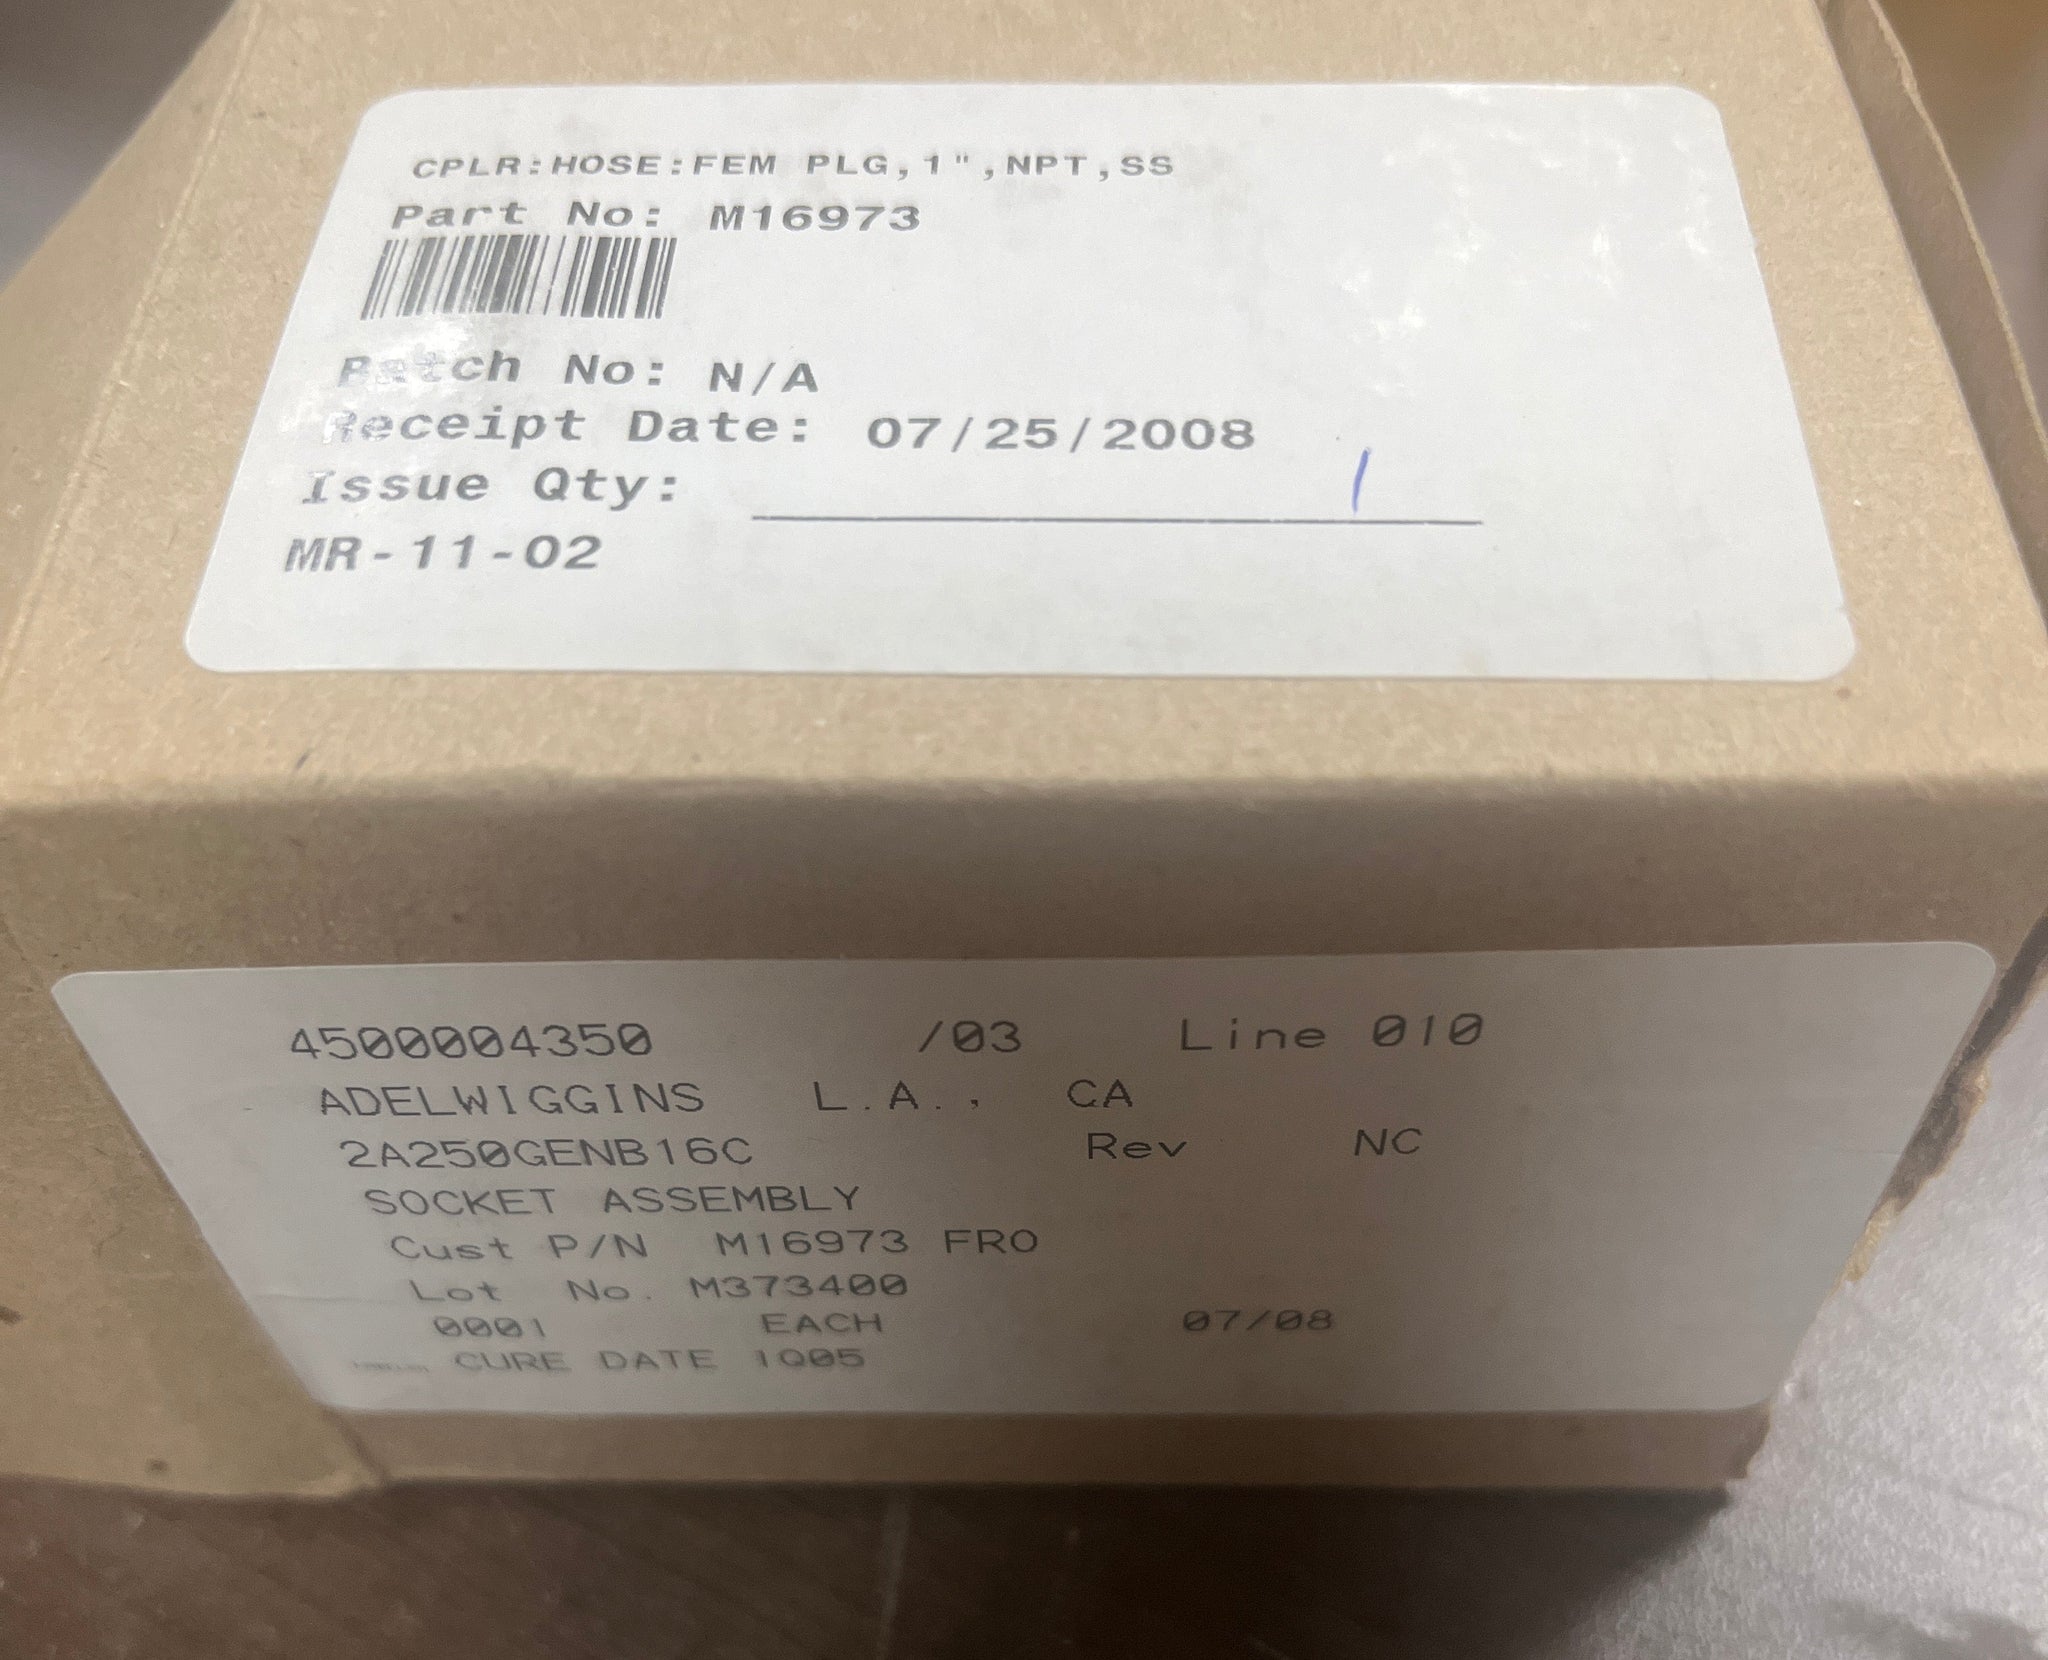 CPLR:HOSE:FEM PLG,1",NPT,SS
Part No: M16973
Batch No: N/A
Receipt Date: 07/25/2008
Issue Qty: 1
MR-11-02
4500004350 /03 Line 010
ADELWIGGINS L.A., CA
2A250GENB16C Rev NC
SOCKET ASSEMBLY
Cust P/N M16973 FRO
Lot No. M373400
0001 EACH 07/08
CURE DATE 1Q05